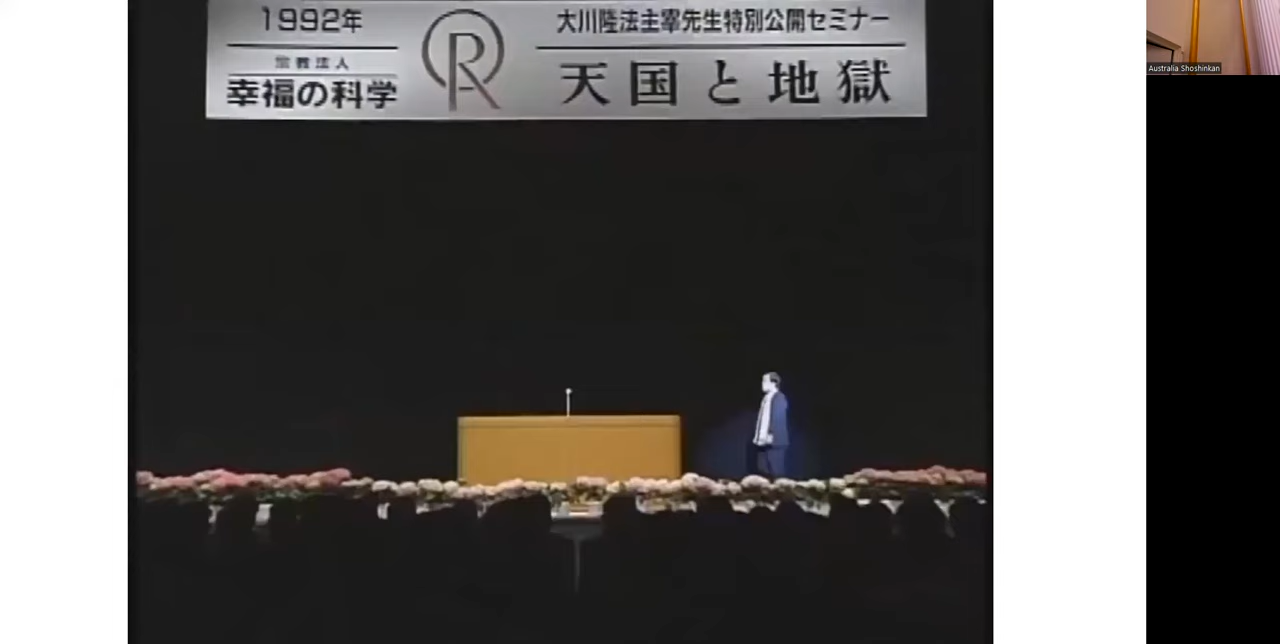 1992年
宗教法人
幸福の科学
R
大川隆法主宰先生特別公開セミナー
天国と地獄
Australia Shoshinkan